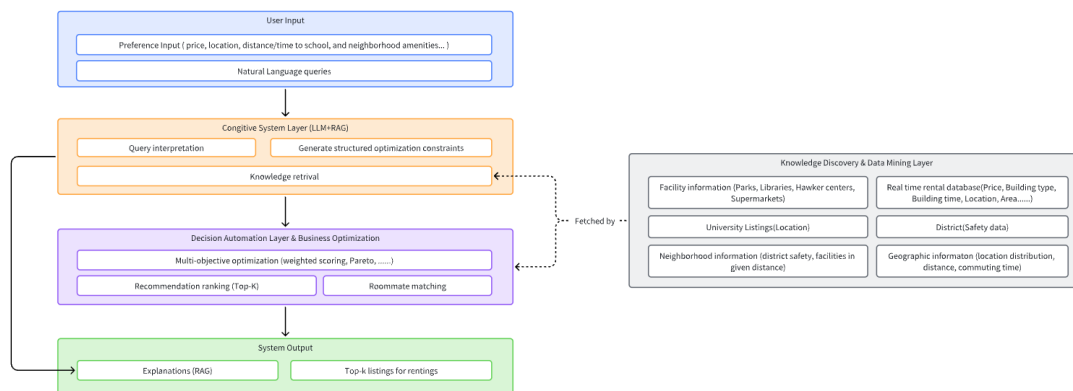 User Input
Preference Input ( price, location, distance/time to school, and neighborhood amenities... )
Natural Language queries
Congitive System Layer (LLM+RAG)
Query interpretation
Generate structured optimization constraints
Knowledge retrival
Decision Automation Layer & Business Optimization
Multi-objective optimization (weighted scoring, Pareto, ......)
Recommendation ranking (Top-K)
Roommate matching
System Output
Explanations (RAG)
Top-k listings for rentings
Fetched by
Knowledge Discovery & Data Mining Layer
Facility information (Parks, Libraries, Hawker centers,
Supermarkets)
Real time rental database(Price, Building type,
Building time, Location, Area......)
University Listings(Location)
District(Safety data)
Neighborhood information (district safety, facilities in
given distance)
Geographic informaton (location distribution,
distance, commuting time)